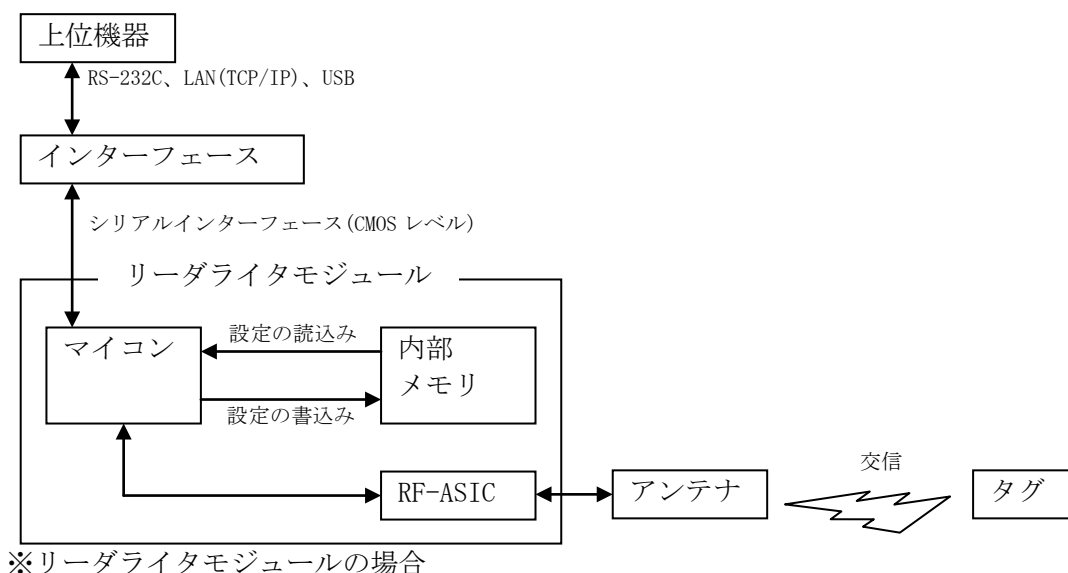 上位機器
RS-232C、LAN(TCP/IP)、USB
インターフェース
シリアルインターフェース(CMOS レベル)
リーダライタモジュール
マイコン
設定の読込み
内部
メモリ
設定の書込み
RF-ASIC
アンテナ
交信
タグ
※リーダライタモジュールの場合